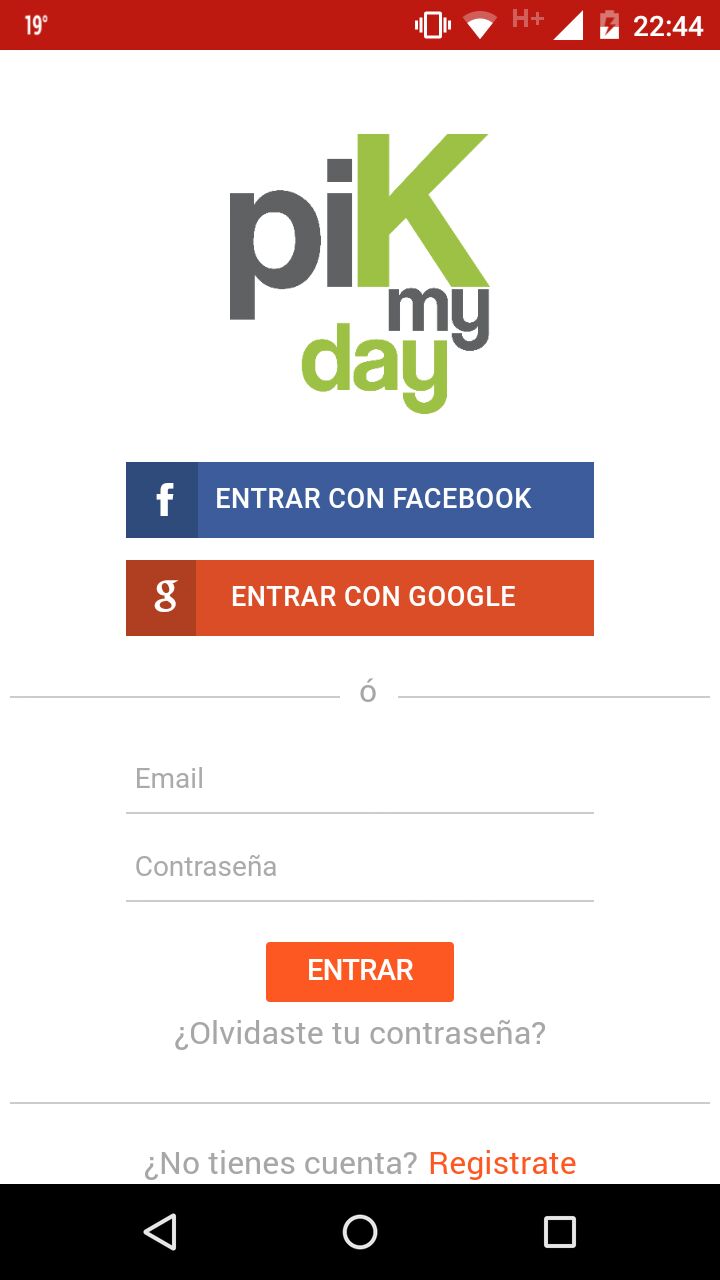 19°
H+
22:44
piK
my
day
f
ENTRAR CON FACEBOOK
g
ENTRAR CON GOOGLE
ó
Email
Contraseña
ENTRAR
¿Olvidaste tu contraseña?
¿No tienes cuenta? Registrate